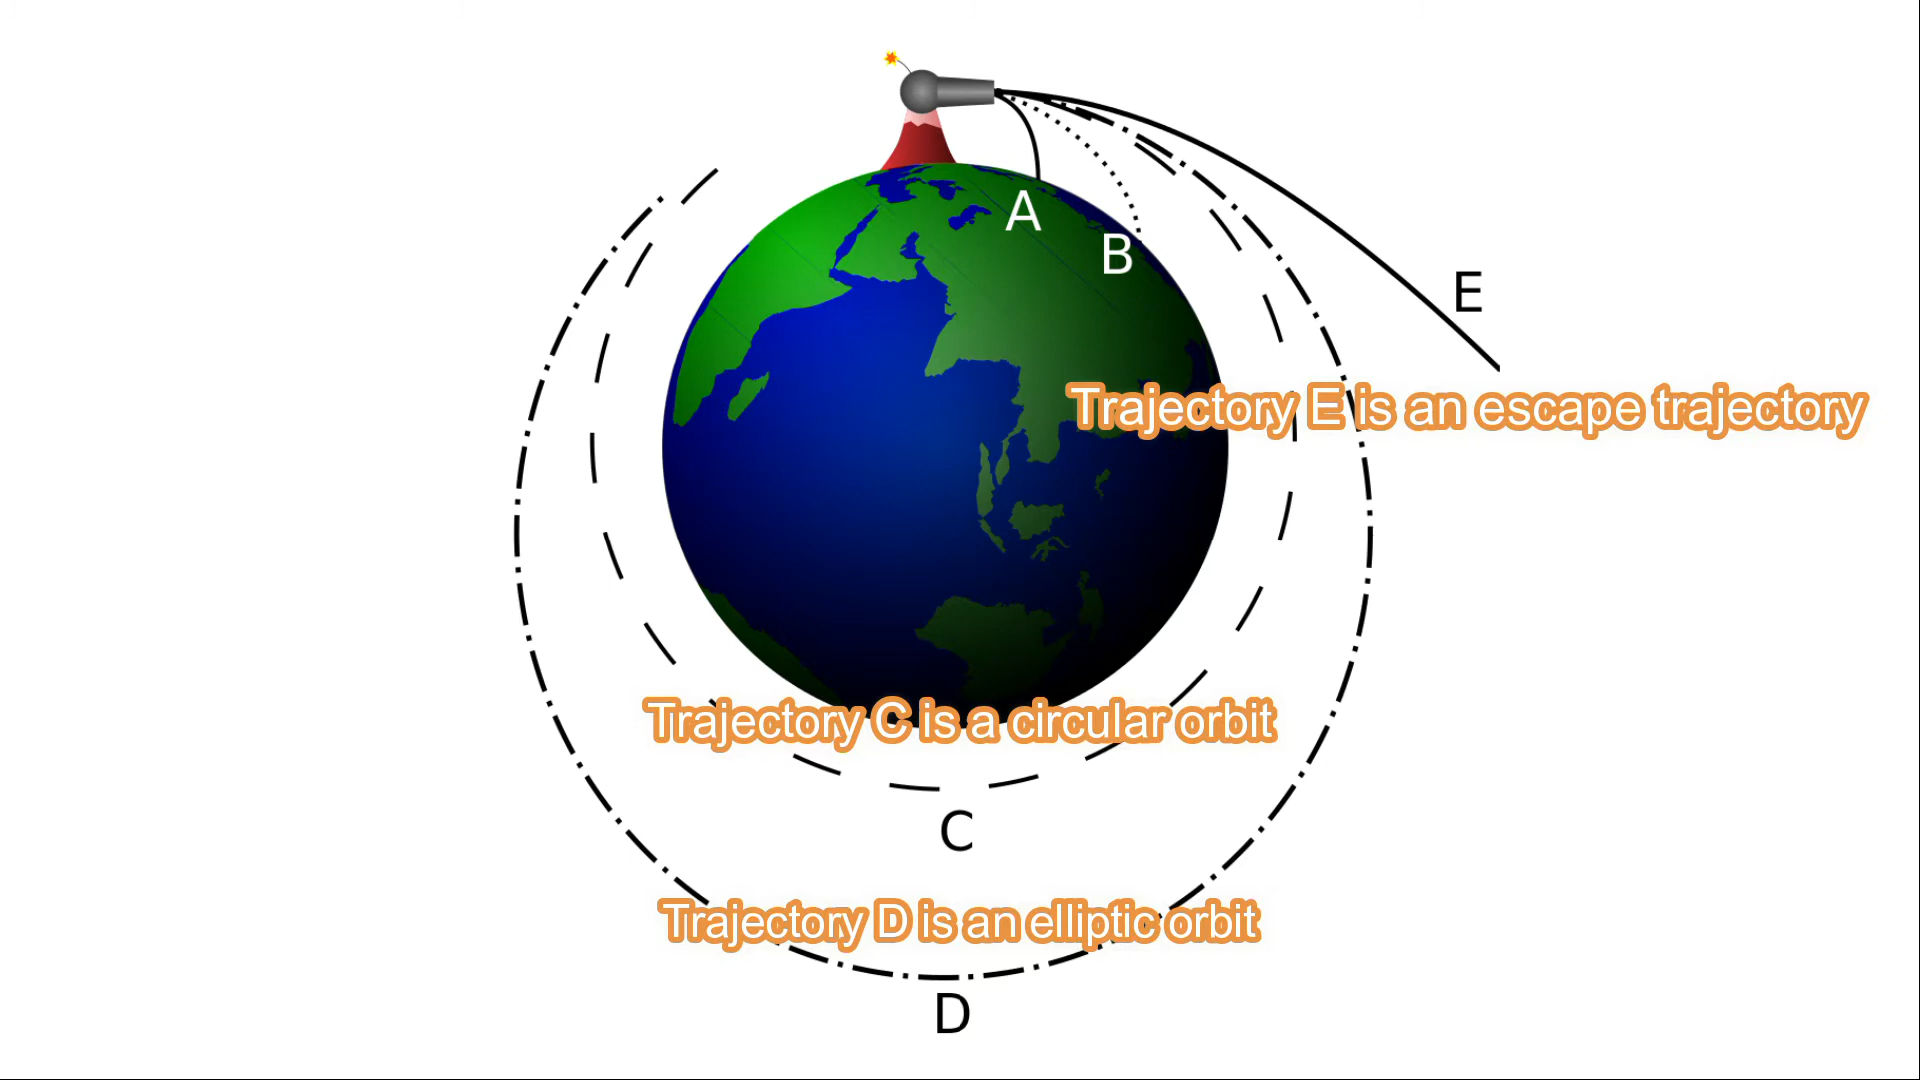 A
B
E
Trajectory E is an escape trajectory
Trajectory C is a circular orbit
C
Trajectory D is an elliptic orbit
D